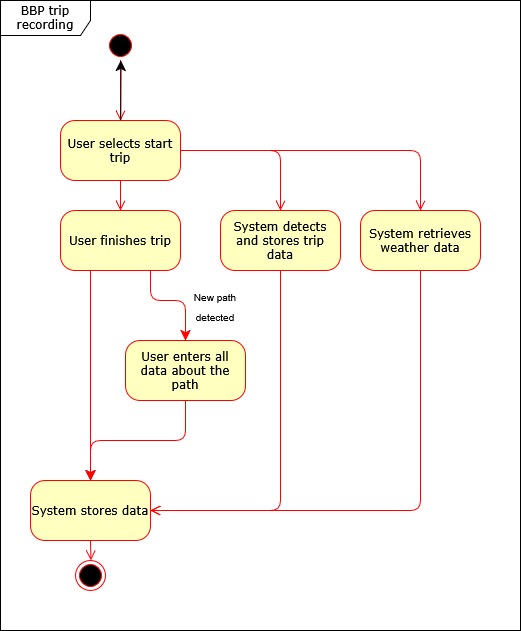 BBP trip
recording
User selects start
trip
User finishes trip
System detects
and stores trip
data
System retrieves
weather data
New path
detected
User enters all
data about the
path
System stores data